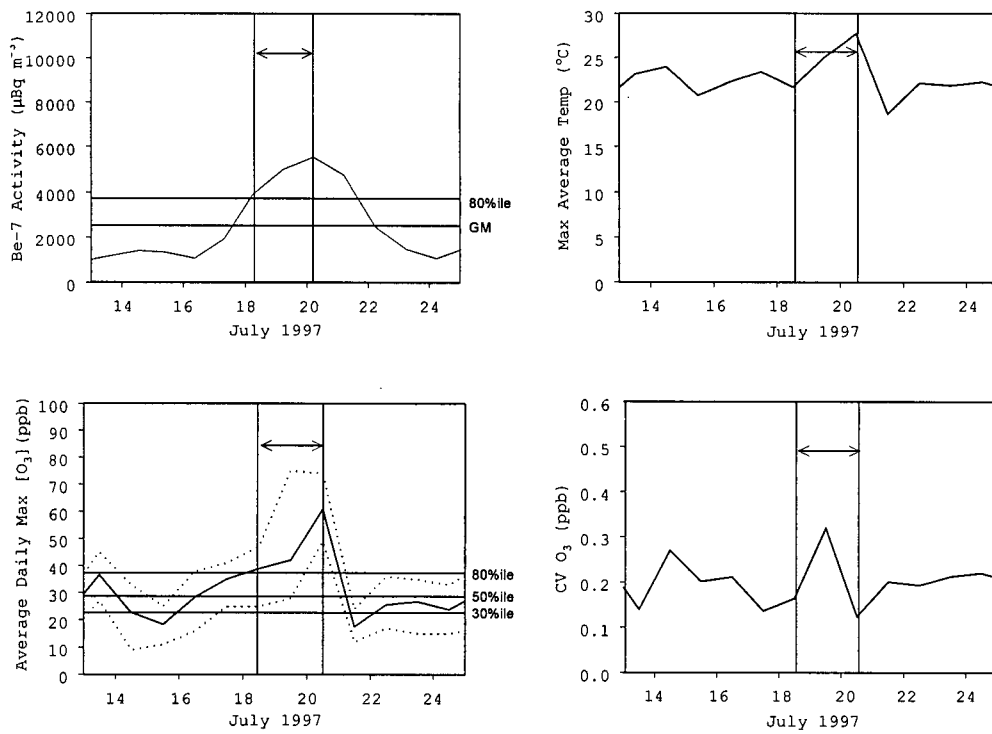 12000
10000
8000
6000
4000
2000
0
Be-7 Activity (µBq m⁻³)
80%ile
GM
14 16 18 20 22 24
July 1997
30
25
20
15
10
5
0
Max Average Temp (°C)
14 16 18 20 22 24
July 1997
100
90
80
70
60
50
40
30
20
10
0
Average Daily Max [O₃] (ppb)
80%ile
50%ile
30%ile
14 16 18 20 22 24
July 1997
0.6
0.5
0.4
0.3
0.2
0.1
0.0
CV O₃ (ppb)
14 16 18 20 22 24
July 1997